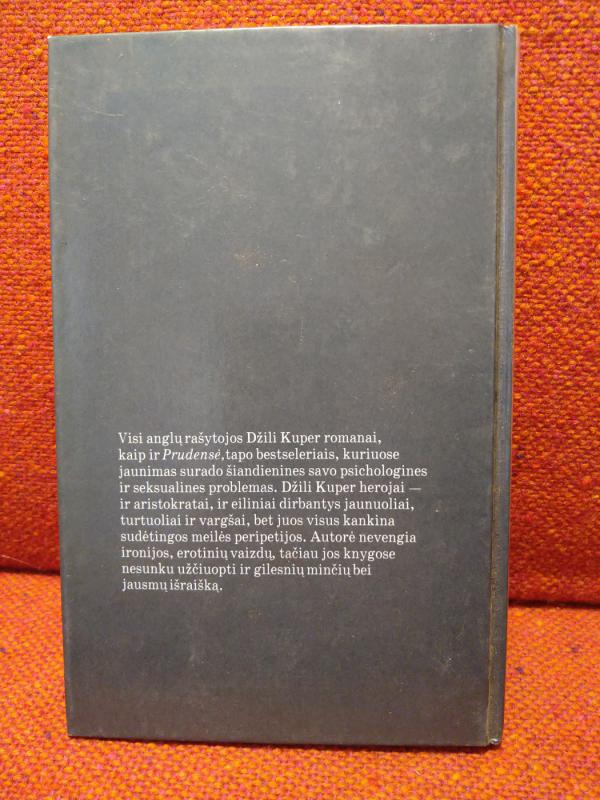 Visi anglų rašytojos Džili Kuper romanai,
kaip ir Prudensė,tapo bestseleriais, kuriuose
jaunimas surado šiandienines savo psichologines
ir seksualines problemas. Džili Kuper herojai —
ir aristokratai, ir eiliniai dirbantys jaunuoliai,
turtuoliai ir vargšai, bet juos visus kankina
sudėtingos meilės peripetijos. Autorė nevengia
ironijos, erotinių vaizdų, tačiau jos knygose
nesunku užčiuopti ir gilesnių minčių bei
jausmų išraišką.